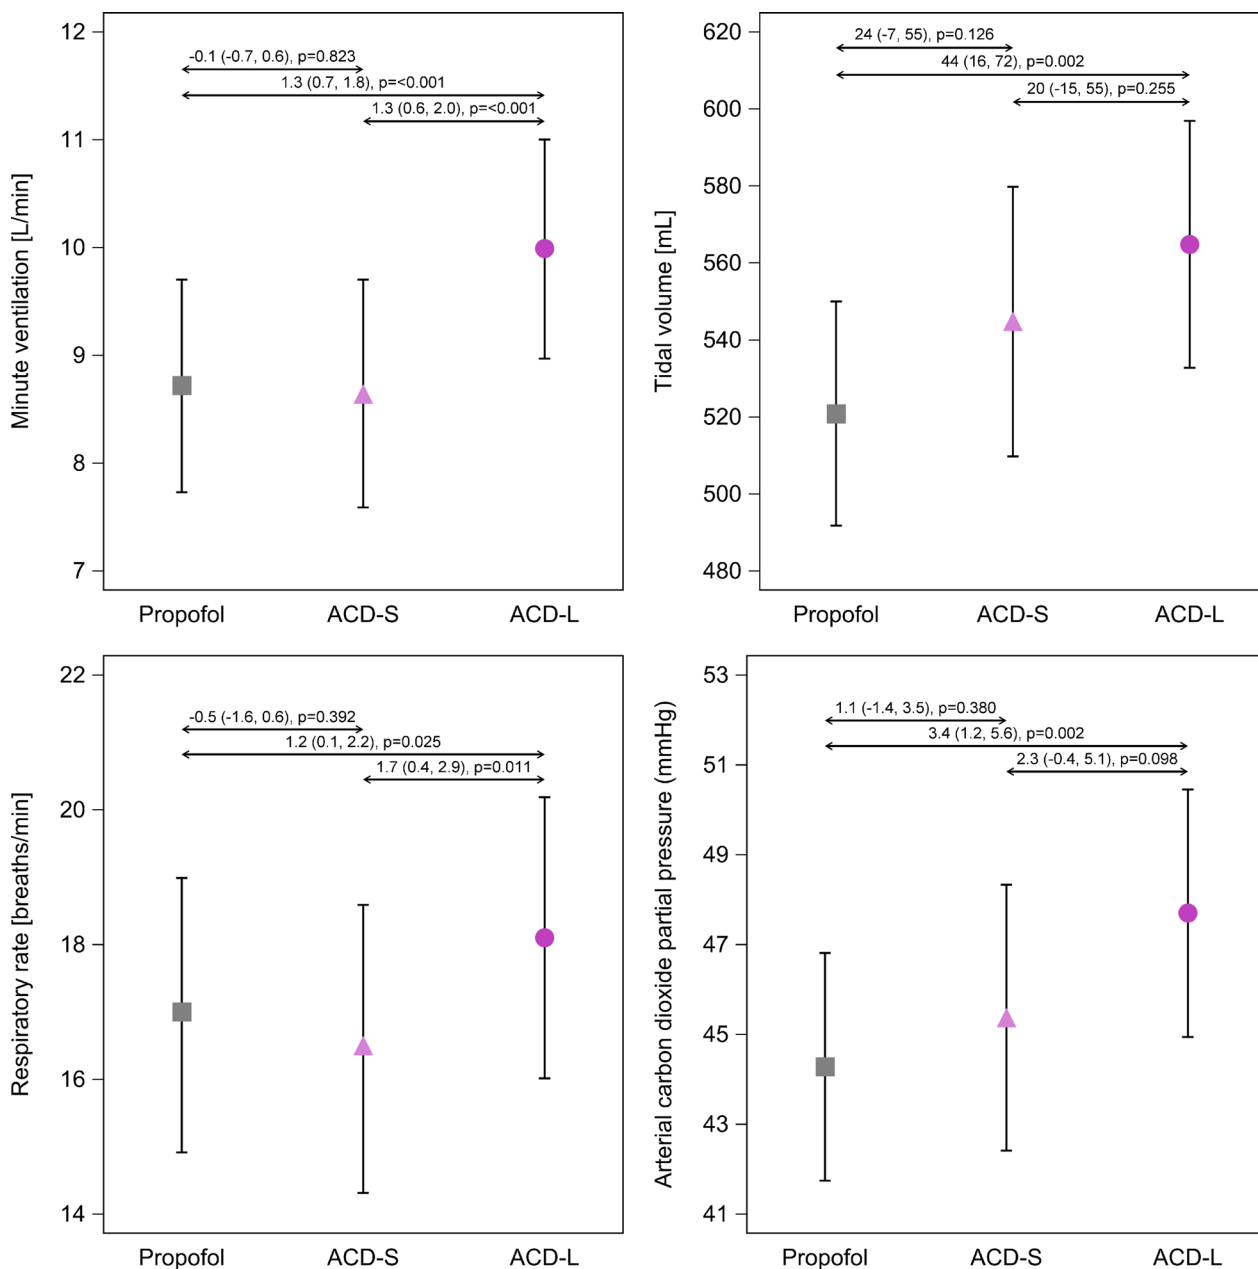 Minute ventilation [L/min]
12
11
10
9
8
7
-0.1 (-0.7, 0.6), p=0.823
1.3 (0.7, 1.8), p=<0.001
1.3 (0.6, 2.0), p=<0.001
Propofol ACD-S ACD-L
Tidal volume [mL]
620
600
580
560
540
520
500
480
24 (-7, 55), p=0.126
44 (16, 72), p=0.002
20 (-15, 55), p=0.255
Propofol ACD-S ACD-L
Respiratory rate [breaths/min]
22
20
18
16
14
-0.5 (-1.6, 0.6), p=0.392
1.2 (0.1, 2.2), p=0.025
1.7 (0.4, 2.9), p=0.011
Propofol ACD-S ACD-L
Arterial carbon dioxide partial pressure (mmHg)
53
51
49
47
45
43
41
1.1 (-1.4, 3.5), p=0.380
3.4 (1.2, 5.6), p=0.002
2.3 (-0.4, 5.1), p=0.098
Propofol ACD-S ACD-L